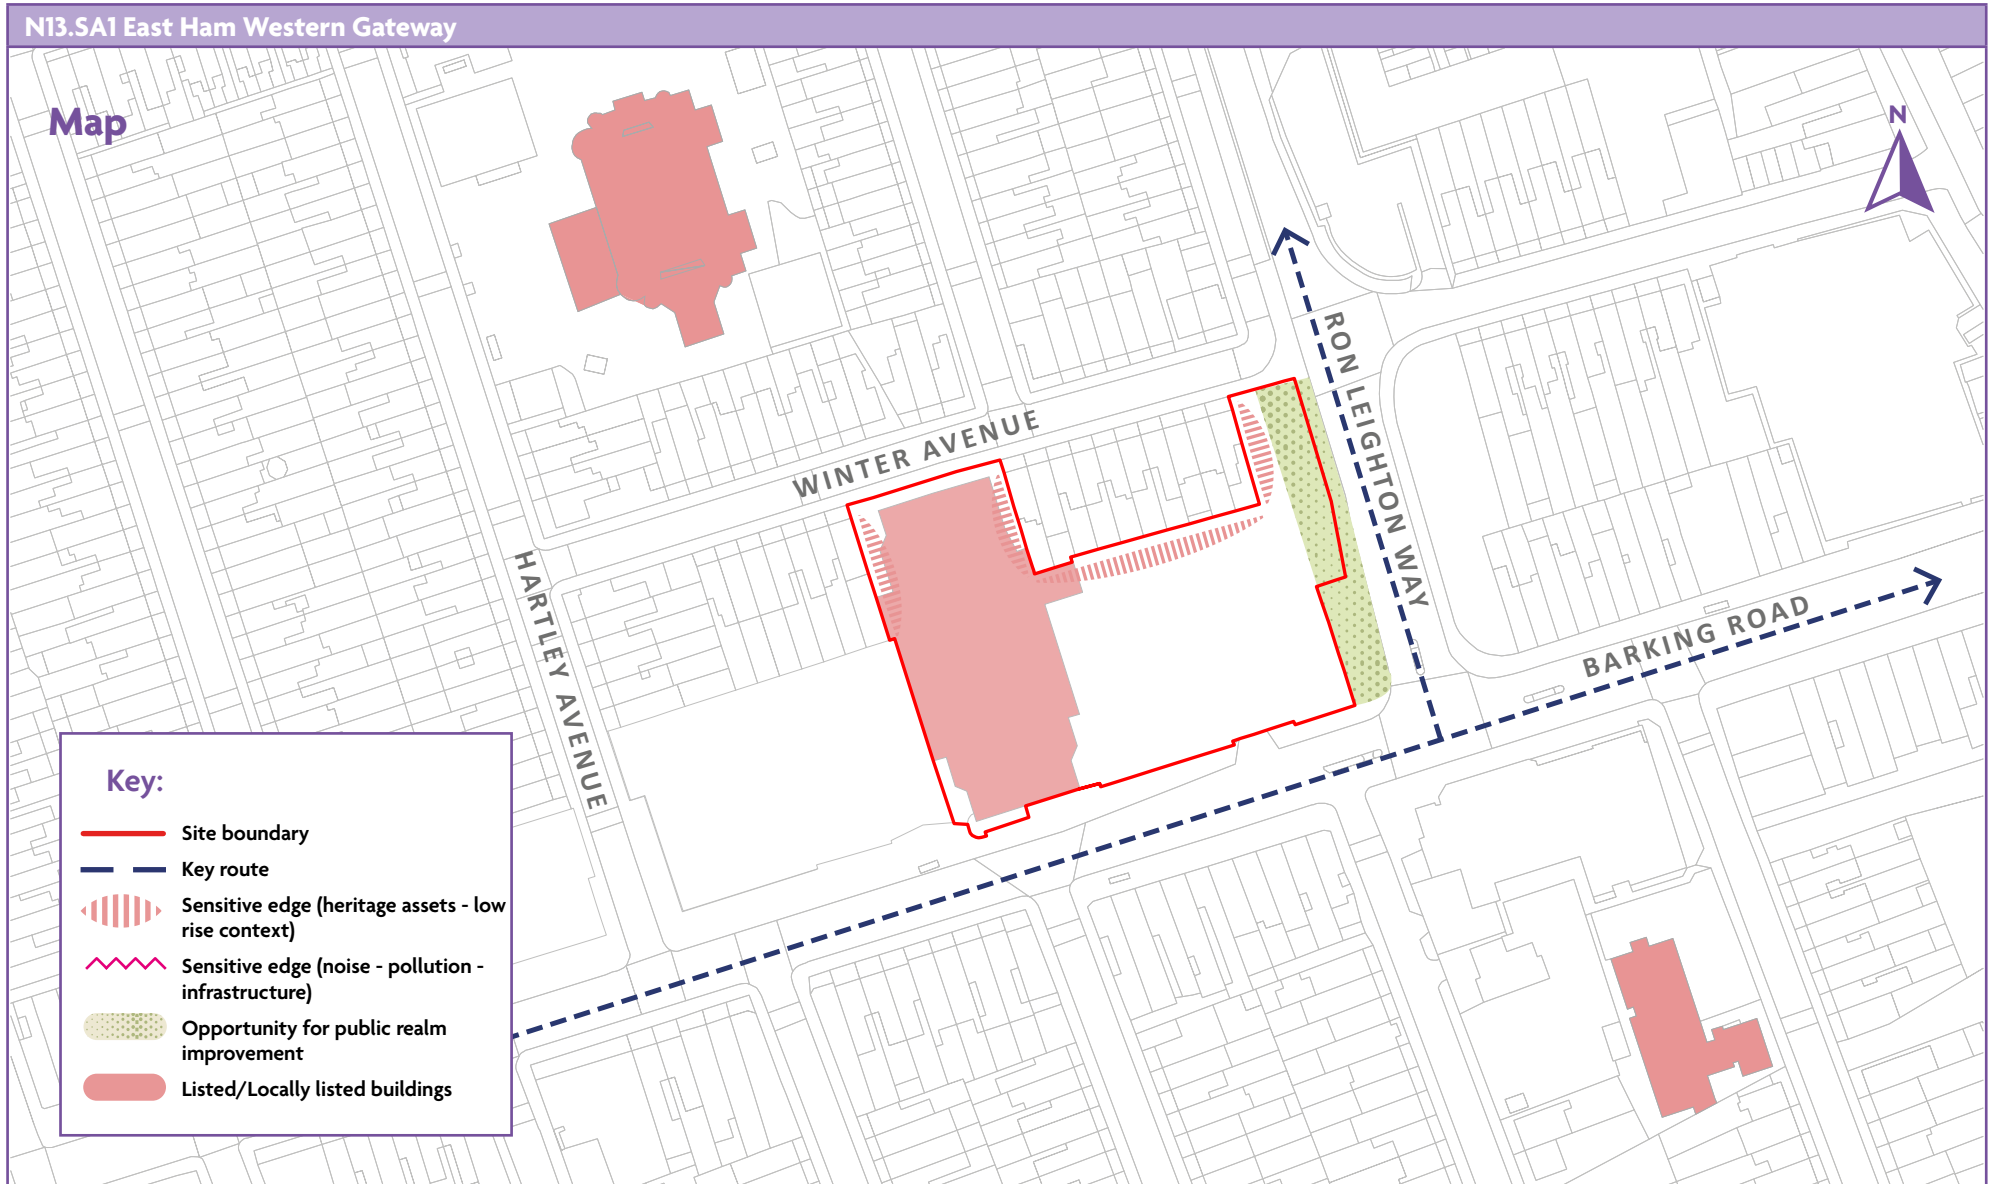 N13.SA1 East Ham Western Gateway
Map
N
RON LEIGHTON WAY
WINTER AVENUE
HARTLEY AVENUE
BARKING ROAD
Key:
Site boundary
Key route
Sensitive edge (heritage assets - low
rise context)
Sensitive edge (noise - pollution -
infrastructure)
Opportunity for public realm
improvement
Listed/Locally listed buildings